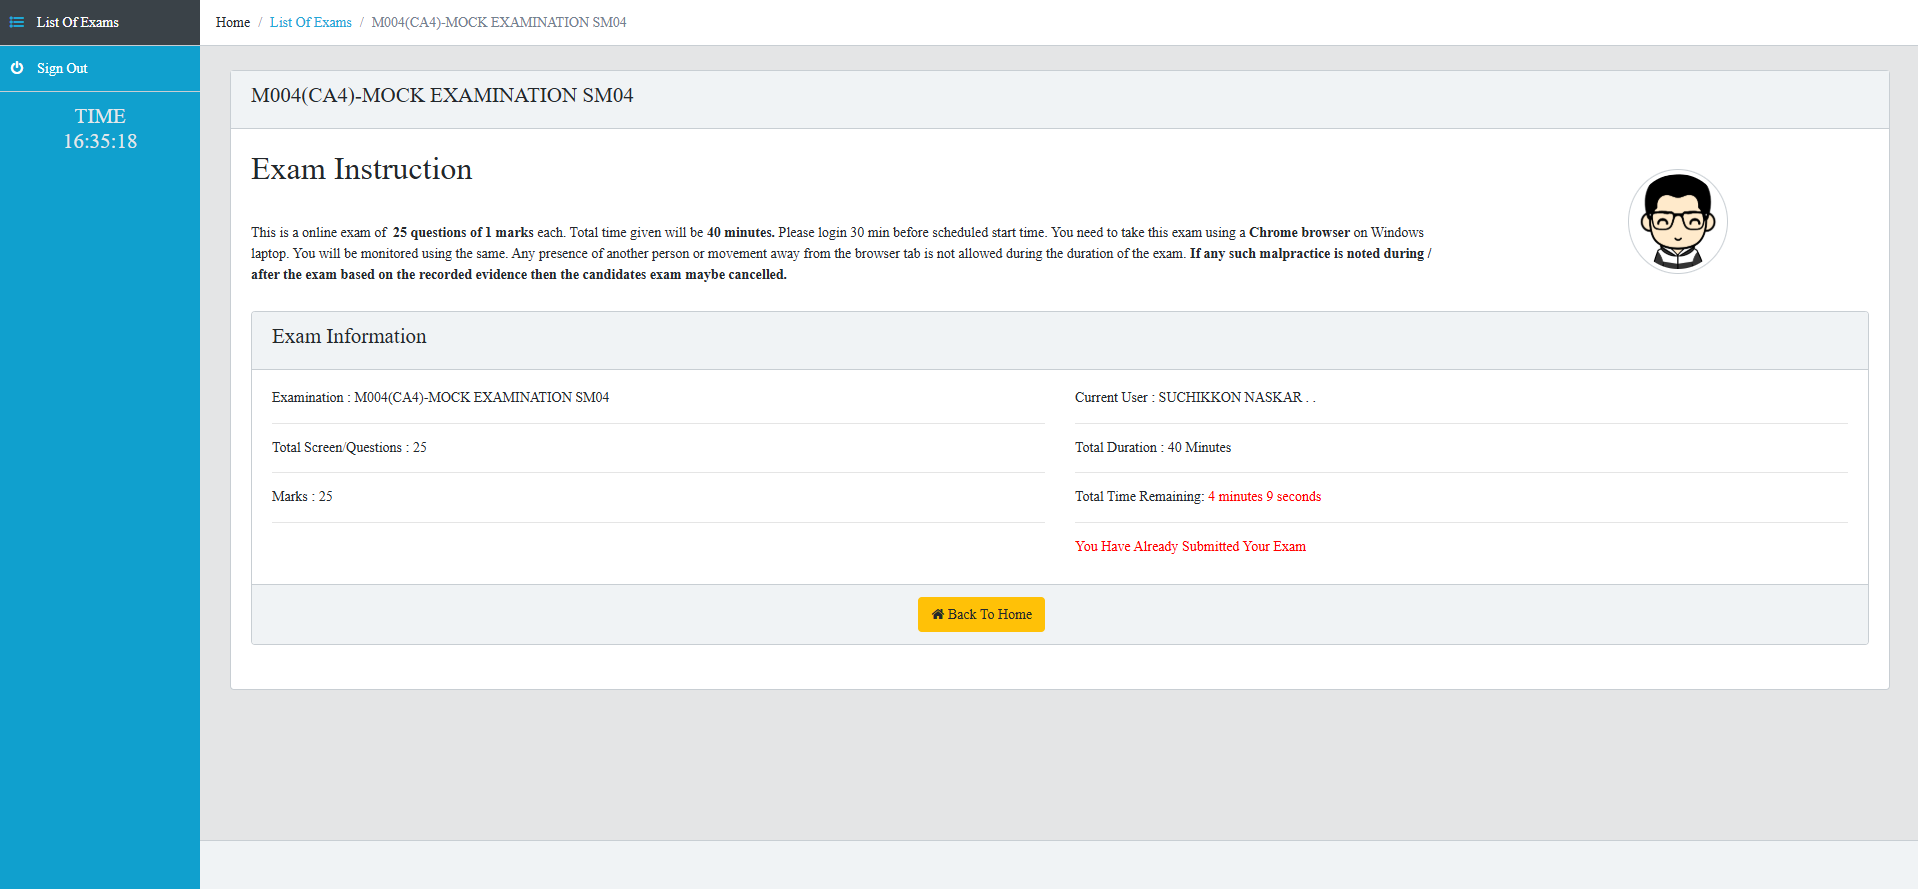 List Of Exams
Sign Out
TIME
16:35:18
Home / List Of Exams / M004(CA4)-MOCK EXAMINATION SM04
M004(CA4)-MOCK EXAMINATION SM04
Exam Instruction
This is a online exam of 25 questions of 1 marks each. Total time given will be 40 minutes. Please login 30 min before scheduled start time. You need to take this exam using a Chrome browser on Windows
laptop. You will be monitored using the same. Any presence of another person or movement away from the browser tab is not allowed during the duration of the exam. If any such malpractice is noted during /
after the exam based on the recorded evidence then the candidates exam maybe cancelled.
Exam Information
Examination : M004(CA4)-MOCK EXAMINATION SM04
Current User : SUCHIKKON NASKAR . .
Total Screen/Questions : 25
Total Duration : 40 Minutes
Marks : 25
Total Time Remaining: 4 minutes 9 seconds
You Have Already Submitted Your Exam
Back To Home